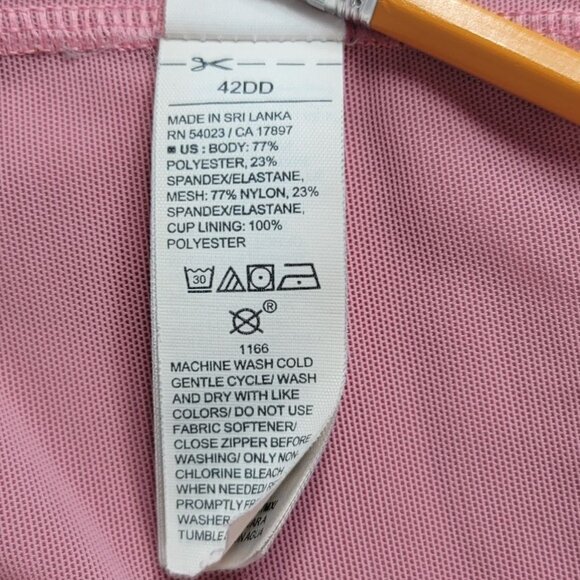 42DD
MADE IN SRI LANKA
RN 54023 / CA 17897
US : BODY: 77%
POLYESTER, 23%
SPANDEX/ELASTANE,
MESH: 77% NYLON, 23%
SPANDEX/ELASTANE,
CUP LINING: 100%
POLYESTER
30
®
1166
MACHINE WASH COLD
GENTLE CYCLE/ WASH
AND DRY WITH LIKE
COLORS/ DO NOT USE
FABRIC SOFTENER/
CLOSE ZIPPER BEFORE
WASHING/ ONLY NON-
CHLORINE BLEACH
WHEN NEEDED/
PROMPTLY
WASHER
TUMBLE